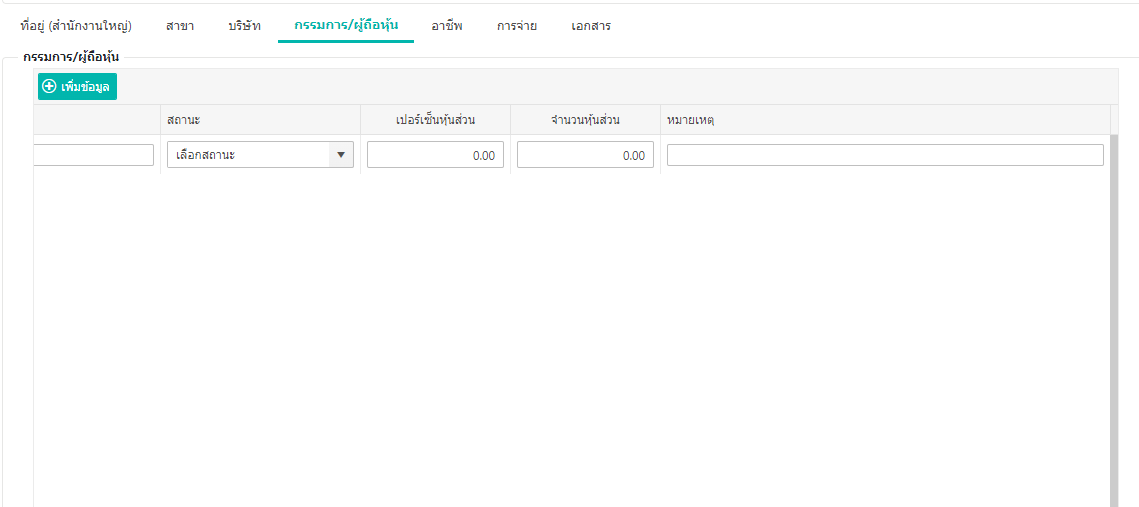 ที่อยู่ (สำนักงานใหญ่) สาขา บริษัท กรรมการ/ผู้ถือหุ้น อาชีพ การจ่าย เอกสาร
กรรมการ/ผู้ถือหุ้น
เพิ่มข้อมูล
สถานะ เปอร์เซ็นหุ้นส่วน จำนวนหุ้นส่วน หมายเหตุ
เลือกสถานะ 0.00 0.00